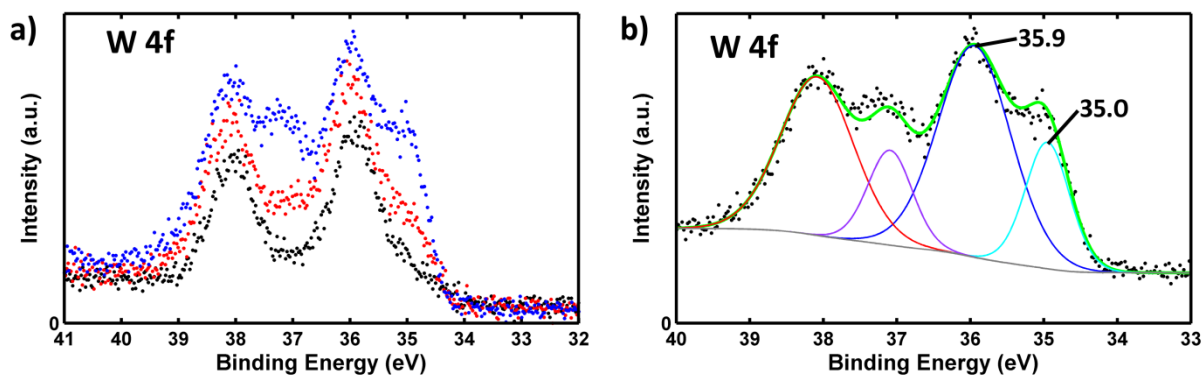 a)
W 4f
Intensity (a.u.)
0
41 40 39 38 37 36 35 34 33 32
Binding Energy (eV)
b)
W 4f
35.9
35.0
Intensity (a.u.)
0
40 39 38 37 36 35 34 33
Binding Energy (eV)